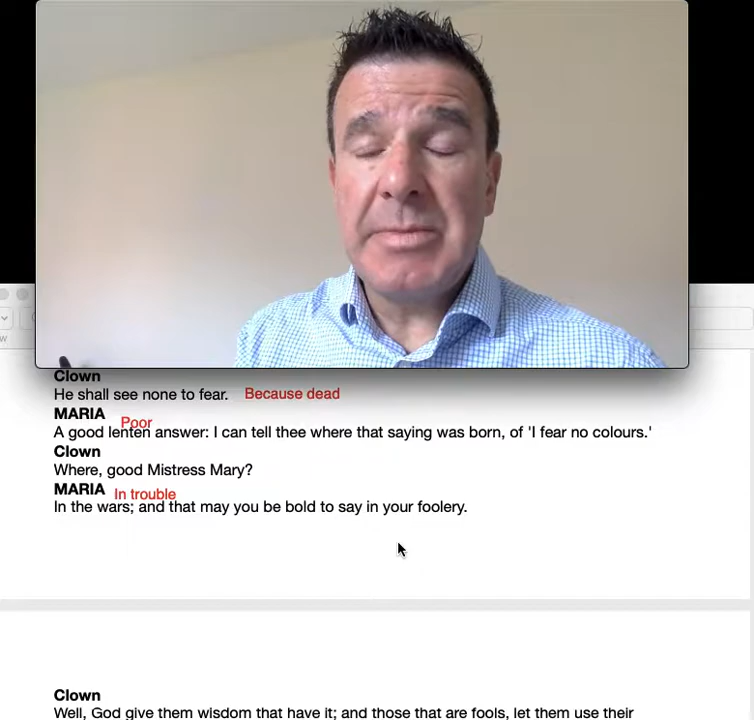 Clown
He shall see none to fear. Because dead
MARIA
Poor
A good lenten answer: I can tell thee where that saying was born, of 'I fear no colours.'
Clown
Where, good Mistress Mary?
MARIA In trouble
In the wars; and that may you be bold to say in your foolery.
Clown
Well, God give them wisdom that have it; and those that are fools, let them use their